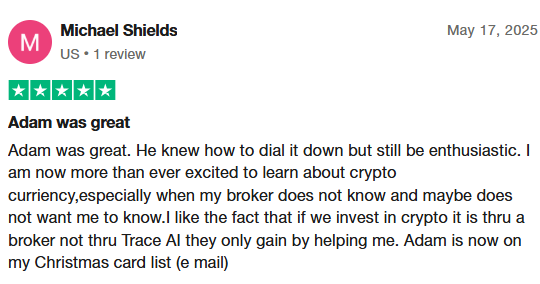 M
Michael Shields
May 17, 2025
US • 1 review
Adam was great
Adam was great. He knew how to dial it down but still be enthusiastic. I
am now more than ever excited to learn about crypto
curriency,especially when my broker does not know and maybe does
not want me to know.I like the fact that if we invest in crypto it is thru a
broker not thru Trace AI they only gain by helping me. Adam is now on
my Christmas card list (e mail)